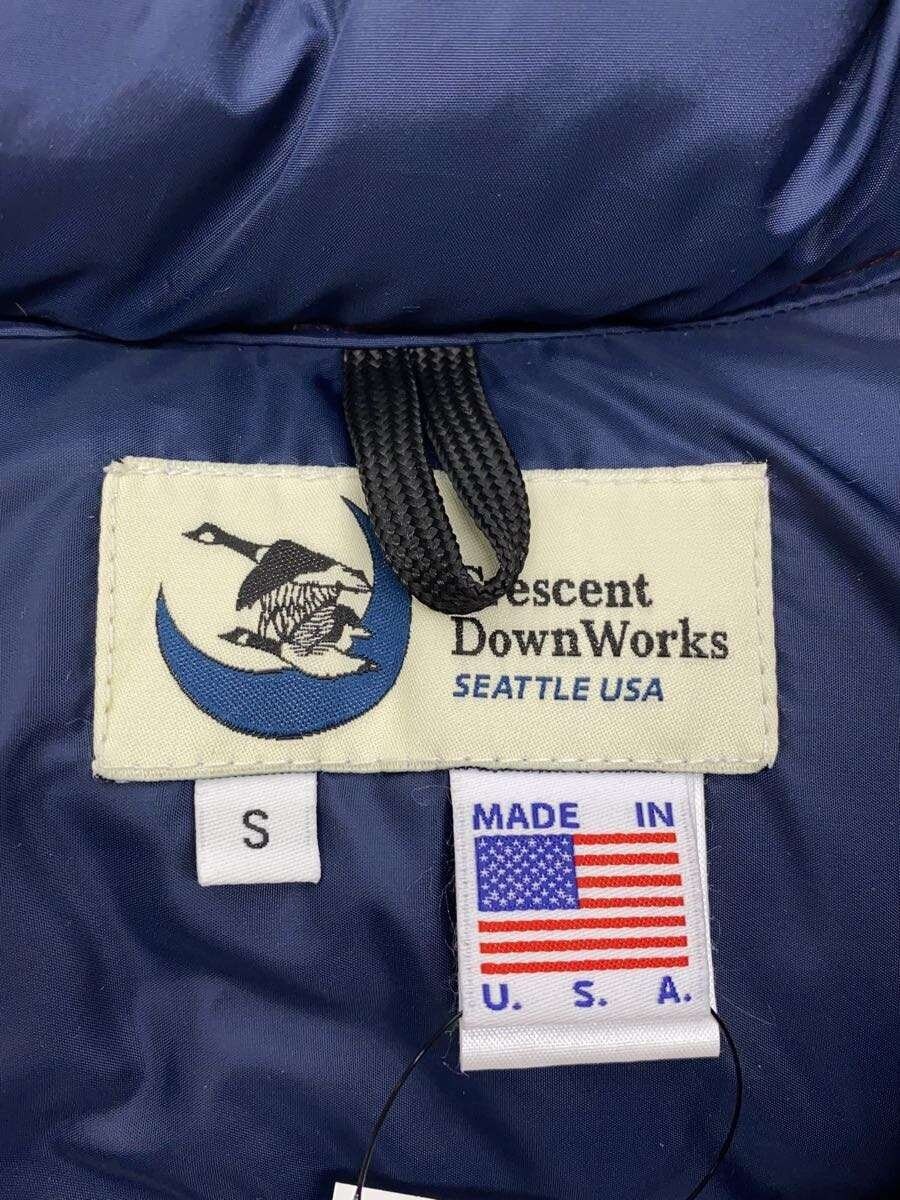 Crescent
DownWorks
SEATTLE USA
S
MADE IN
U. S. A.